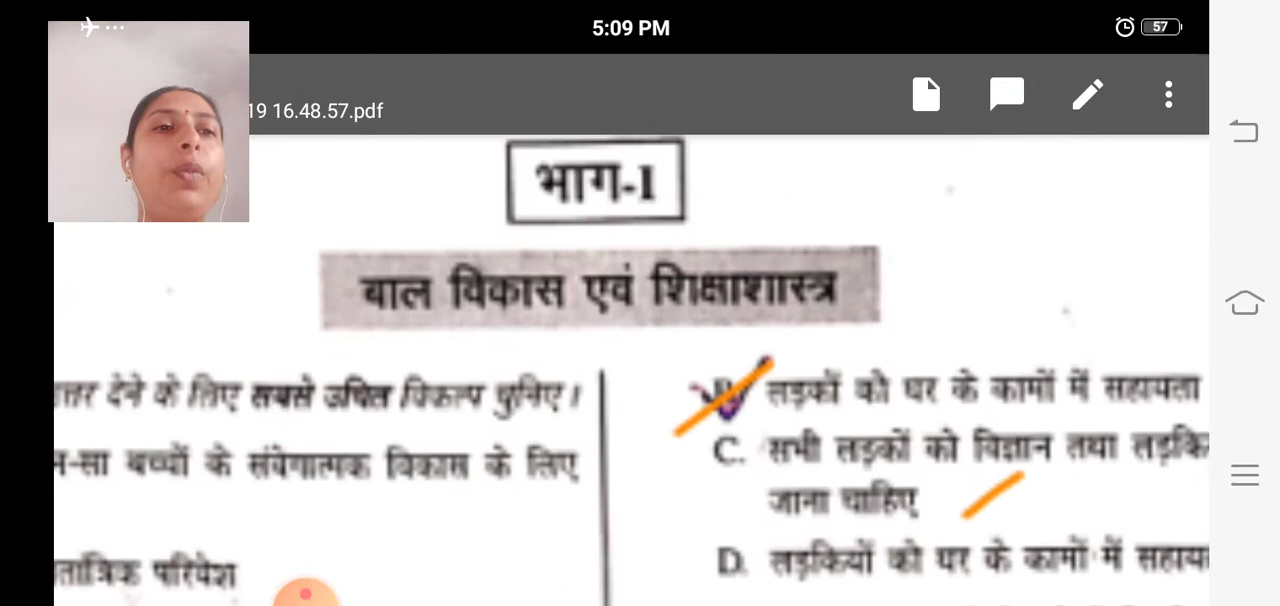 5:09 PM
57
19 16.48.57.pdf
भाग-1
बाल विकास एवं शिक्षाशास्त्र
त्तर देने के लिए सबसे उचित विकल्प चुनिए।
न-सा बच्चों के संवेगात्मक विकास के लिए
तांत्रिक परिवेश
लड़कों को घर के कामों में सहायता
C. सभी लड़कों को विज्ञान तथा लड़कि
जाना चाहिए
D. लड़कियों को घर के कामों में सहाय